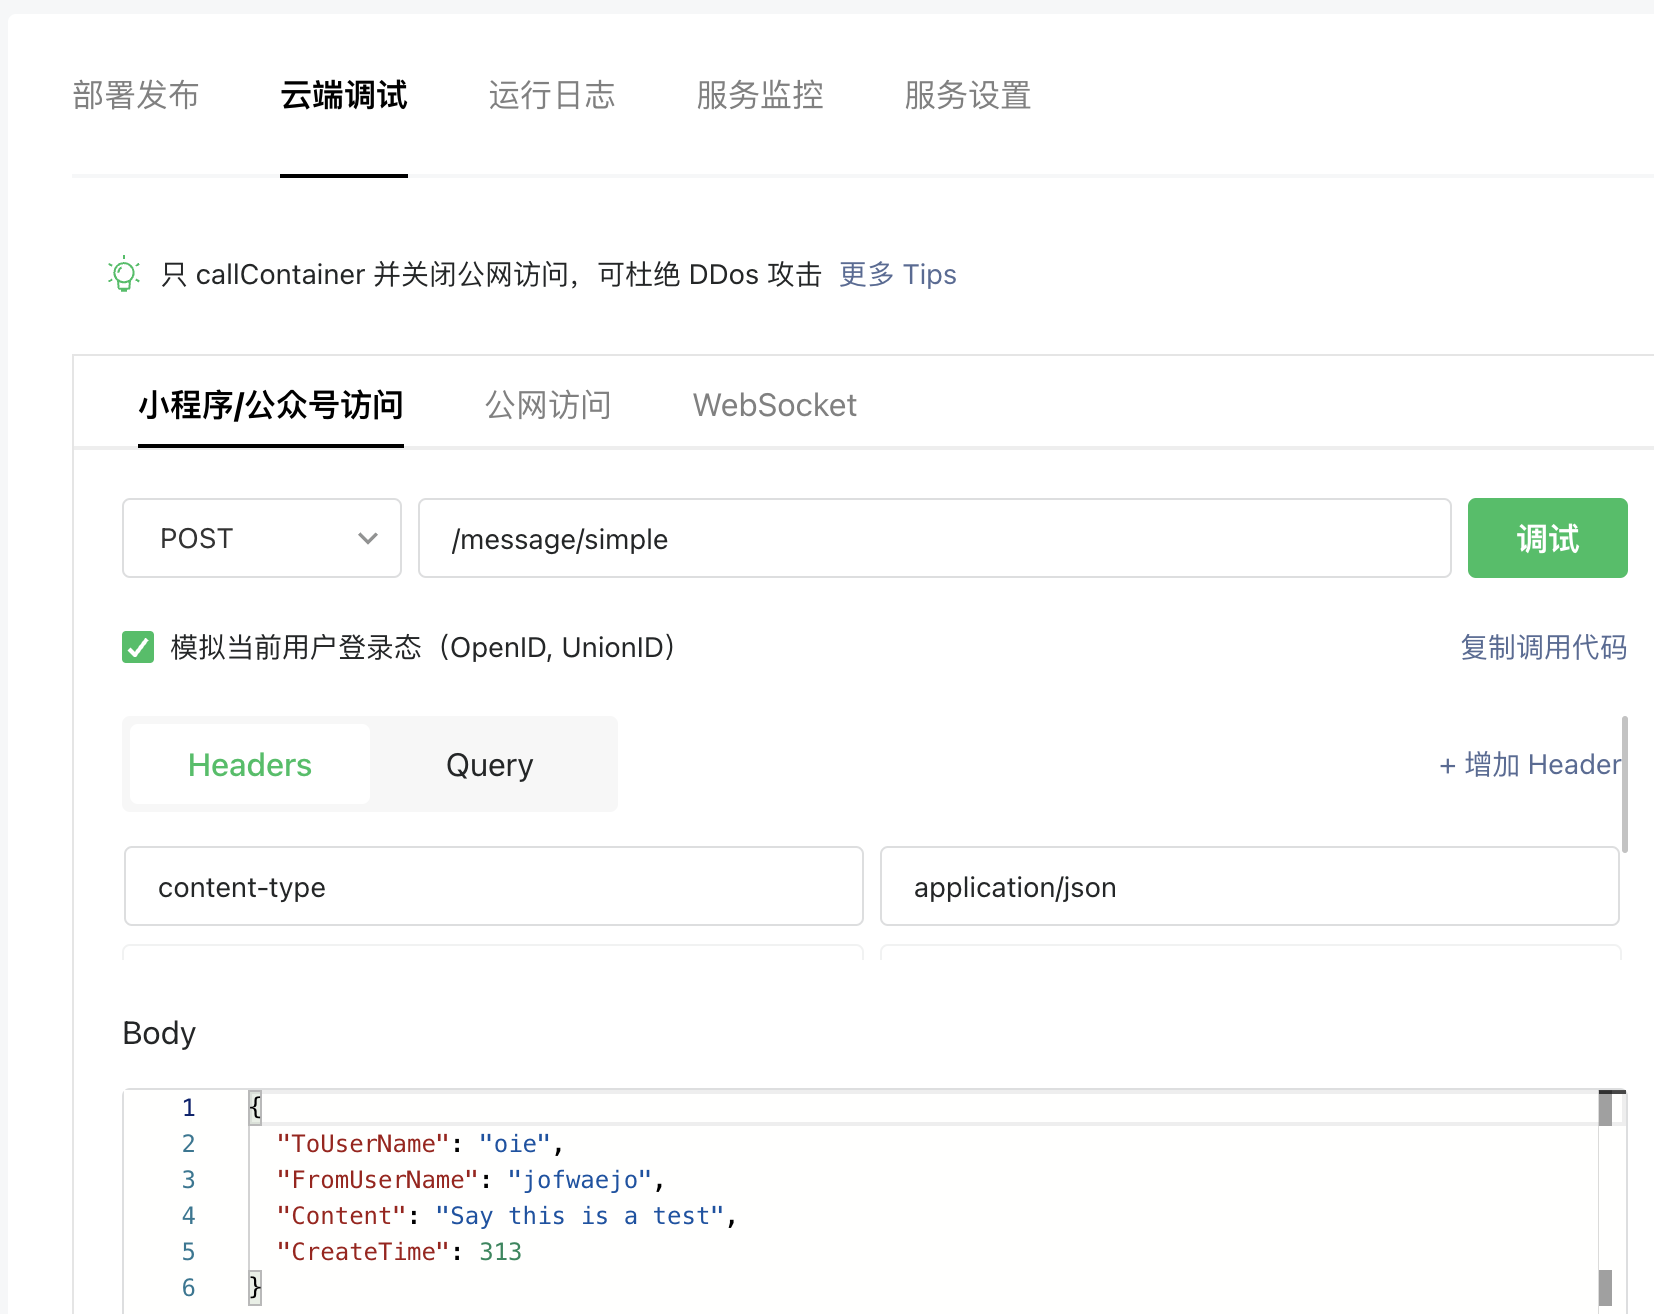 部署发布 云端调试 运行日志 服务监控 服务设置
只 callContainer 并关闭公网访问，可杜绝 DDos 攻击 更多 Tips
小程序/公众号访问 公网访问 WebSocket
POST /message/simple 调试
模拟当前用户登录态（OpenID, UnionID） 复制调用代码
Headers Query + 增加 Header
content-type application/json
Body
1 {
2 "ToUserName": "oie",
3 "FromUserName": "jofwaejo",
4 "Content": "Say this is a test",
5 "CreateTime": 313
6 }